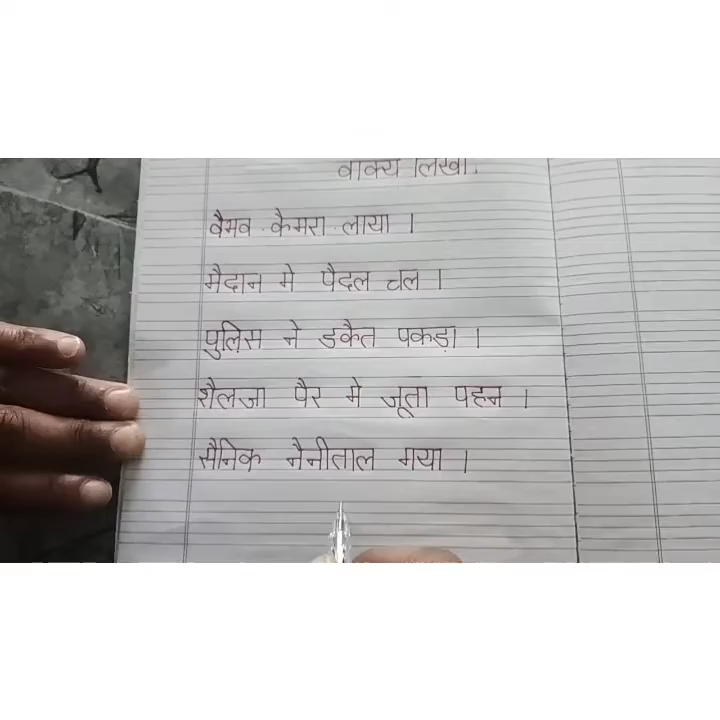 वाक्य लिखो.
वैभव कैमरा लाया ।
मैदान मे पैदल चल ।
पुलिस ने डकैत पकड़ा ।
शैलजा पैर मे जूता पहन ।
सैनिक नैनीताल गया ।